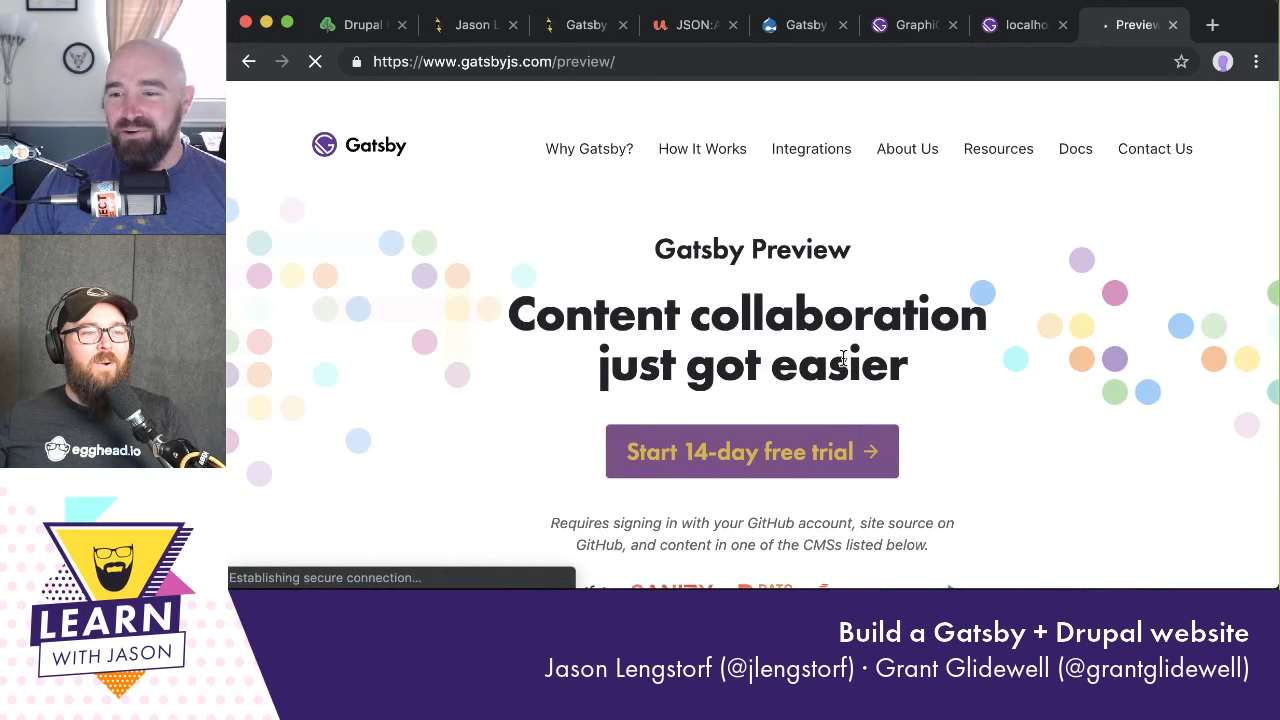 Drupal
Jason L
Gatsby
JSON:A
Gatsby
GraphiC
localho
Preview
https://www.gatsbyjs.com/preview/
Gatsby
Why Gatsby?
How It Works
Integrations
About Us
Resources
Docs
Contact Us
Gatsby Preview
Content collaboration
just got easier
Start 14-day free trial →
Requires signing in with your GitHub account, site source on
GitHub, and content in one of the CMSs listed below.
Establishing secure connection...
egghead.io
LEARN
WITH JASON
Build a Gatsby + Drupal website
Jason Lengstorf (@jlengstorf) · Grant Glidewell (@grantglidewell)